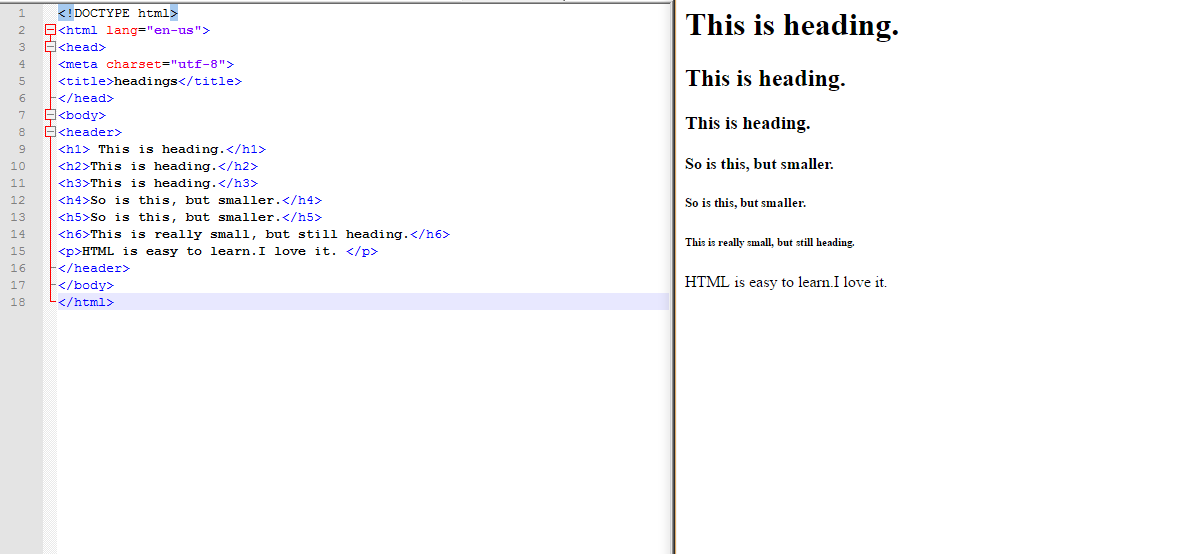 1 <!DOCTYPE html>
2 <html lang="en-us">
3 <head>
4 <meta charset="utf-8">
5 <title>headings</title>
6 </head>
7 <body>
8 <header>
9 <h1> This is heading.</h1>
10 <h2>This is heading.</h2>
11 <h3>This is heading.</h3>
12 <h4>So is this, but smaller.</h4>
13 <h5>So is this, but smaller.</h5>
14 <h6>This is really small, but still heading.</h6>
15 <p>HTML is easy to learn.I love it. </p>
16 </header>
17 </body>
18 </html>
This is heading.
This is heading.
This is heading.
So is this, but smaller.
So is this, but smaller.
This is really small, but still heading.
HTML is easy to learn.I love it.